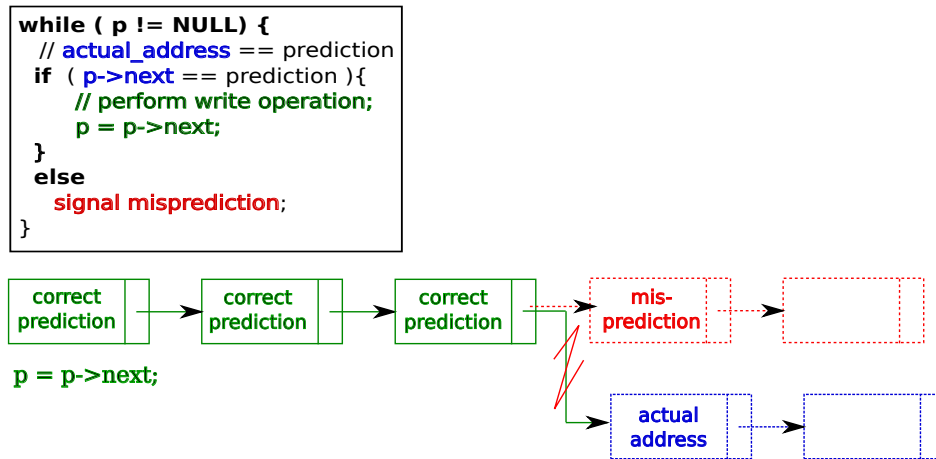 while ( p != NULL) {
// actual_address == prediction
if ( p->next == prediction ){
// perform write operation;
p = p->next;
}
else
signal misprediction;
}
correct
prediction
correct
prediction
correct
prediction
mis-
prediction
p = p->next;
actual
address